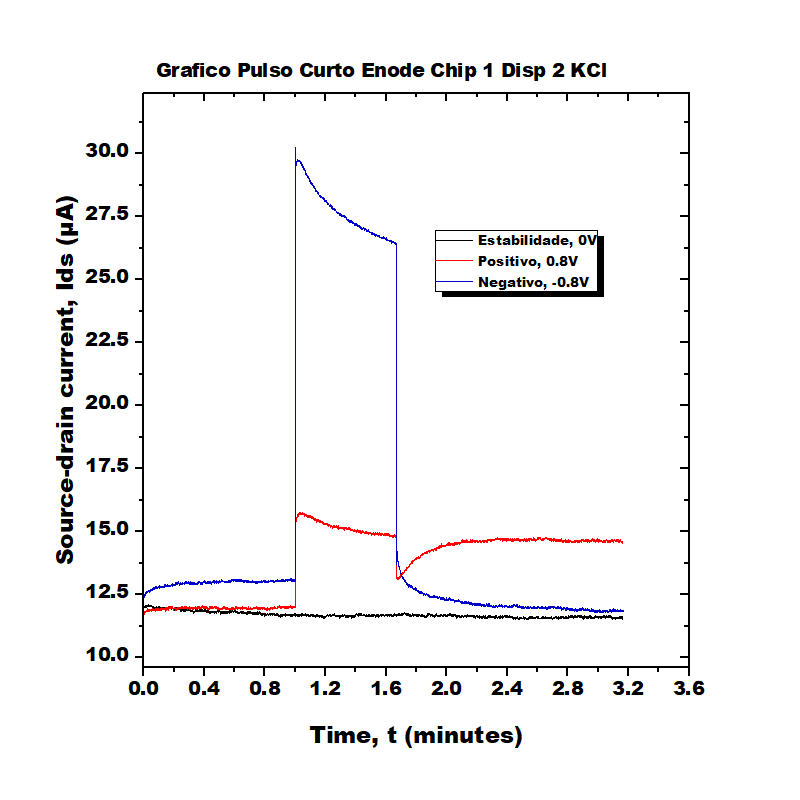 Grafico Pulso Curto Enode Chip 1 Disp 2 KCl
Source-drain current, Ids (µA)
30.0
27.5
25.0
22.5
20.0
17.5
15.0
12.5
10.0
Estabilidade, 0V
Positivo, 0.8V
Negativo, -0.8V
0.0 0.4 0.8 1.2 1.6 2.0 2.4 2.8 3.2 3.6
Time, t (minutes)